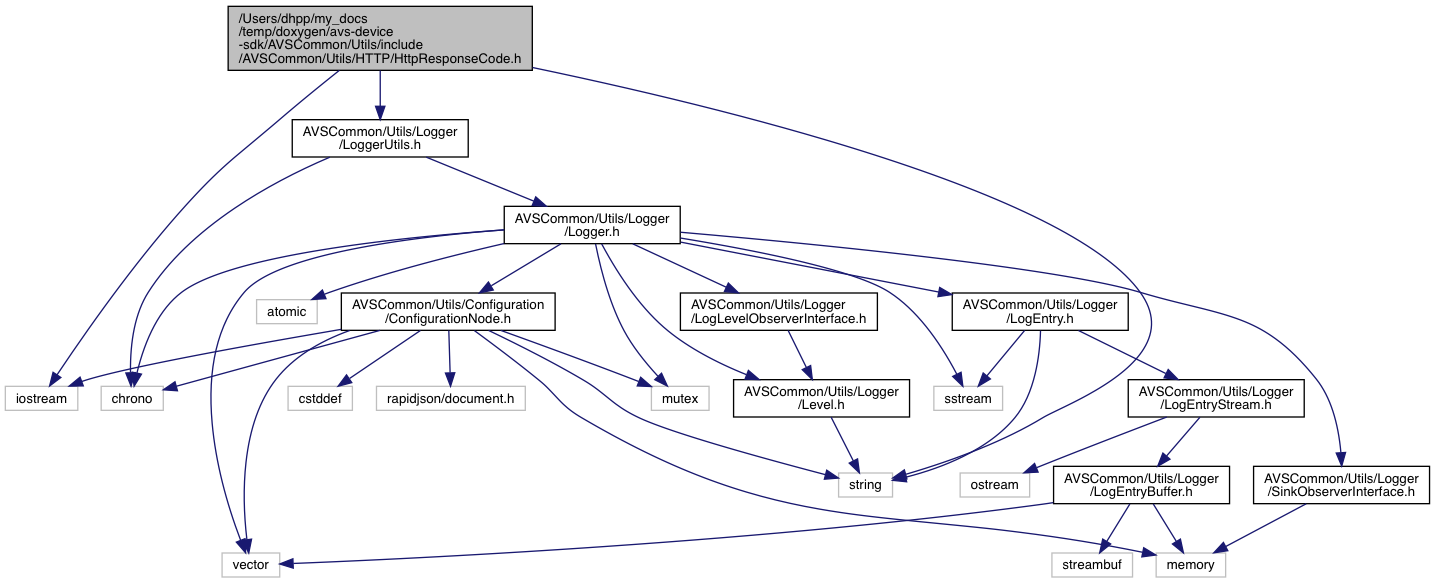 /Users/dhpp/my_docs
/temp/doxygen/avs-device
-sdk/AVSCommon/Utils/include
/AVSCommon/Utils/HTTP/HttpResponseCode.h
AVSCommon/Utils/Logger
/LoggerUtils.h
AVSCommon/Utils/Logger
/Logger.h
atomic
AVSCommon/Utils/Configuration
/ConfigurationNode.h
AVSCommon/Utils/Logger
/LogLevelObserverInterface.h
AVSCommon/Utils/Logger
/LogEntry.h
iostream
chrono
cstddef
rapidjson/document.h
mutex
AVSCommon/Utils/Logger
/Level.h
sstream
AVSCommon/Utils/Logger
/LogEntryStream.h
string
ostream
AVSCommon/Utils/Logger
/LogEntryBuffer.h
AVSCommon/Utils/Logger
/SinkObserverInterface.h
vector
streambuf
memory